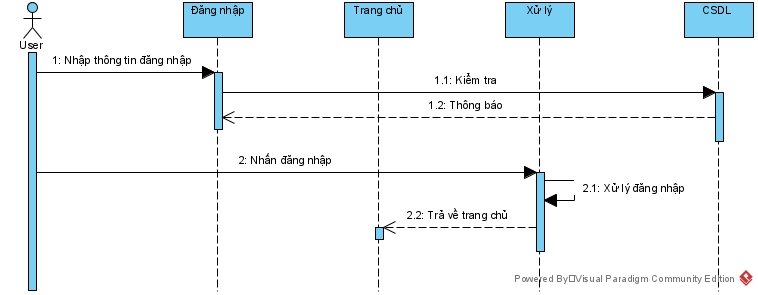 User
Đăng nhập
Trang chủ
Xử lý
CSDL
1: Nhập thông tin đăng nhập
1.1: Kiểm tra
1.2: Thông báo
2: Nhấn đăng nhập
2.1: Xử lý đăng nhập
2.2: Trả về trang chủ
Powered By□Visual Paradigm Community Edition